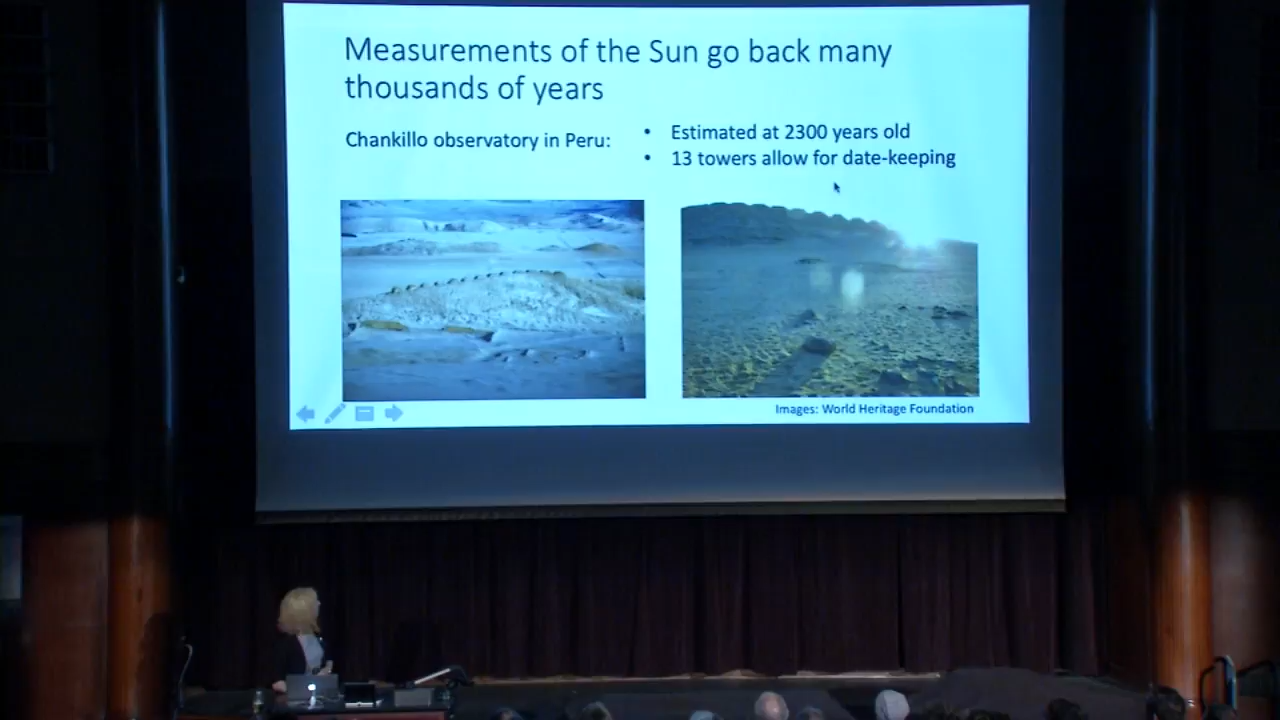 Measurements of the Sun go back many
thousands of years
Chankillo observatory in Peru:
• Estimated at 2300 years old
• 13 towers allow for date-keeping
Images: World Heritage Foundation